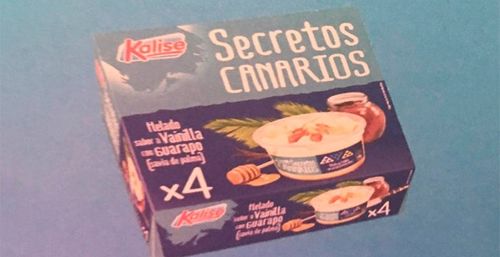 Kalise
Secretos
CANARIOS
Helado
sabor a Vainilla
con Guarapo
(savia de palma)
x4
Kalise
Helado
sabor a Vainilla
con Guarapo
(savia de palma)
x4